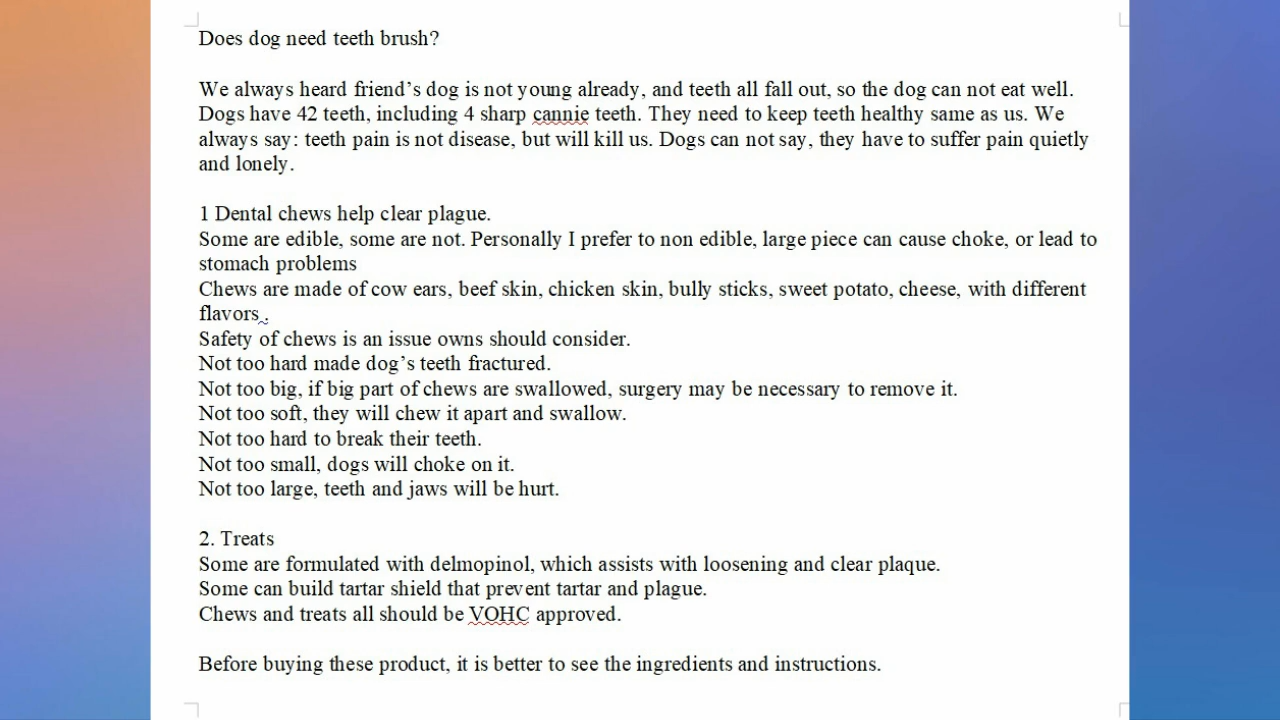 Does dog need teeth brush?
We always heard friend’s dog is not young already, and teeth all fall out, so the dog can not eat well.
Dogs have 42 teeth, including 4 sharp cannie teeth. They need to keep teeth healthy same as us. We
always say: teeth pain is not disease, but will kill us. Dogs can not say, they have to suffer pain quietly
and lonely.
1 Dental chews help clear plague.
Some are edible, some are not. Personally I prefer to non edible, large piece can cause choke, or lead to
stomach problems
Chews are made of cow ears, beef skin, chicken skin, bully sticks, sweet potato, cheese, with different
flavors .
Safety of chews is an issue owns should consider.
Not too hard made dog’s teeth fractured.
Not too big, if big part of chews are swallowed, surgery may be necessary to remove it.
Not too soft, they will chew it apart and swallow.
Not too hard to break their teeth.
Not too small, dogs will choke on it.
Not too large, teeth and jaws will be hurt.
2. Treats
Some are formulated with delmopinol, which assists with loosening and clear plaque.
Some can build tartar shield that prevent tartar and plague.
Chews and treats all should be VOHC approved.
Before buying these product, it is better to see the ingredients and instructions.